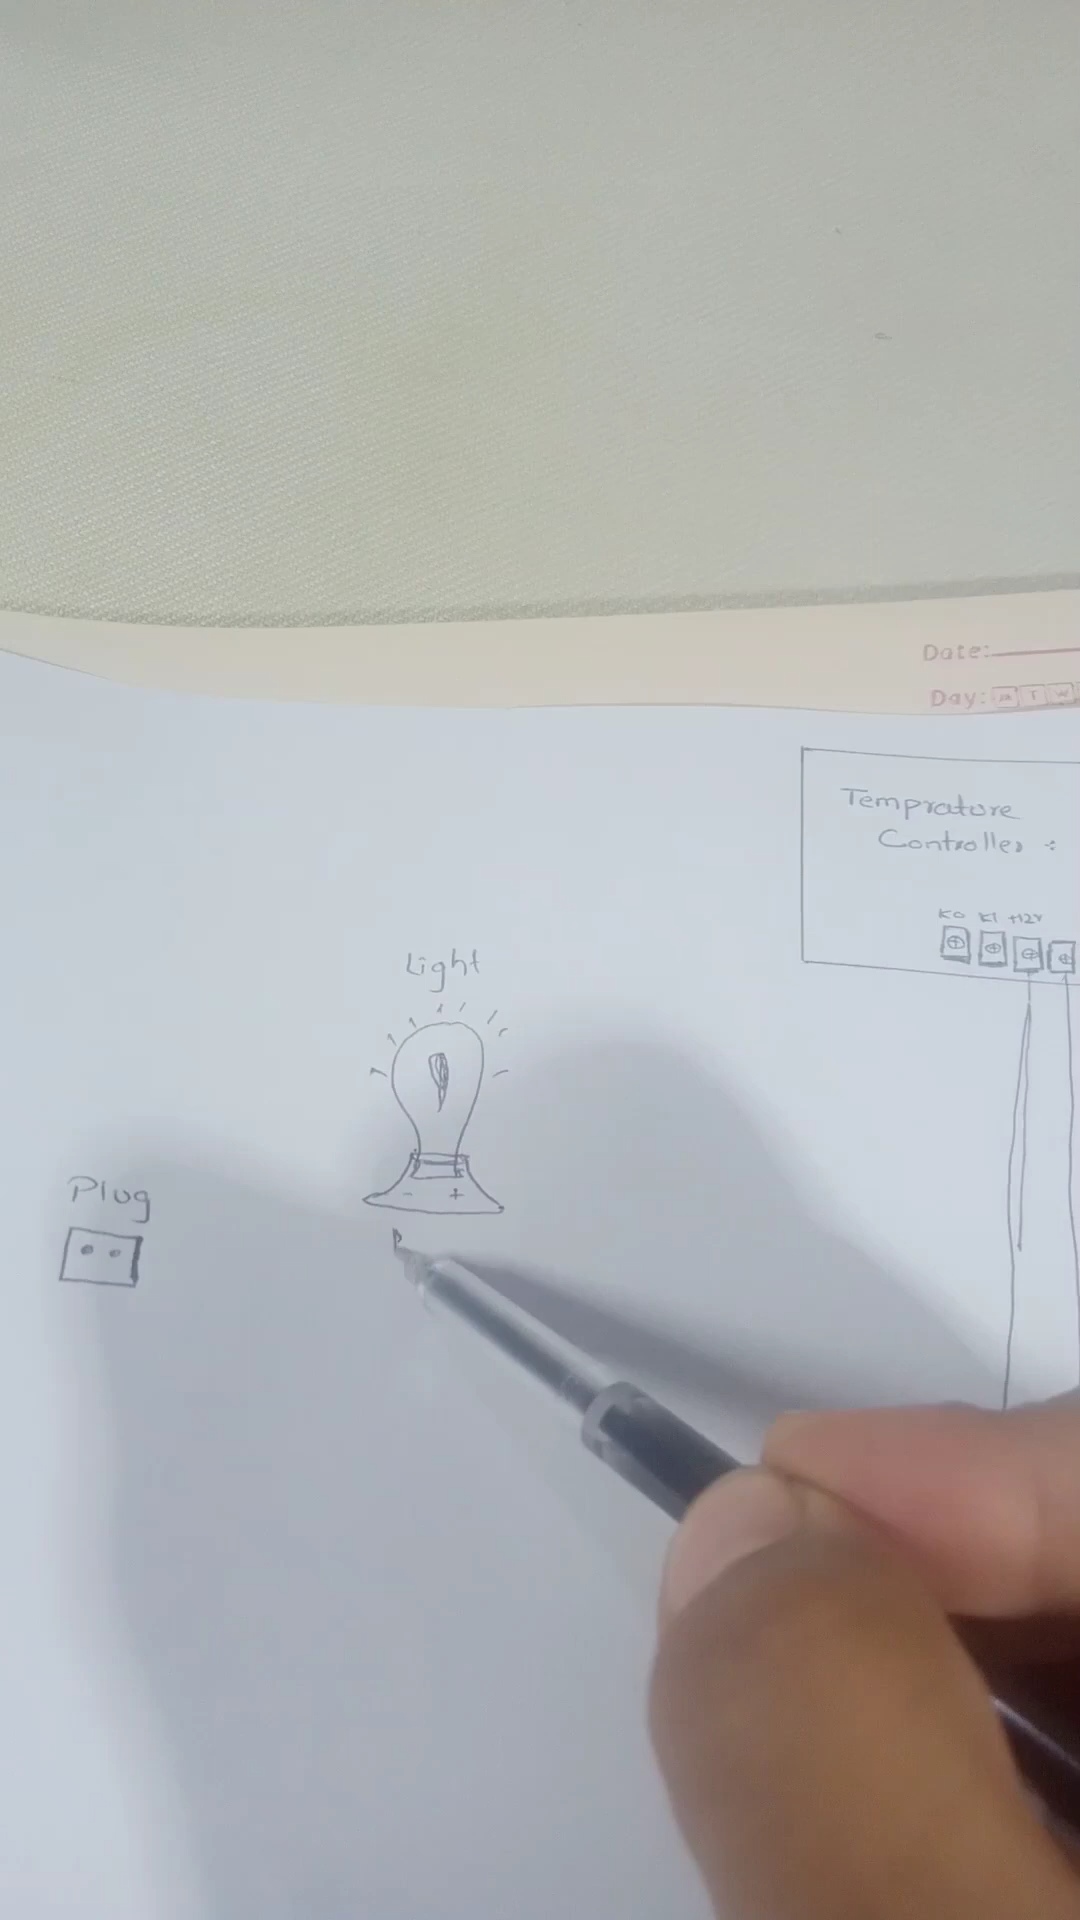 Date:
Day: M T W
Temprature
Controller :
K0 K1 +12V
Light
- +
Plug